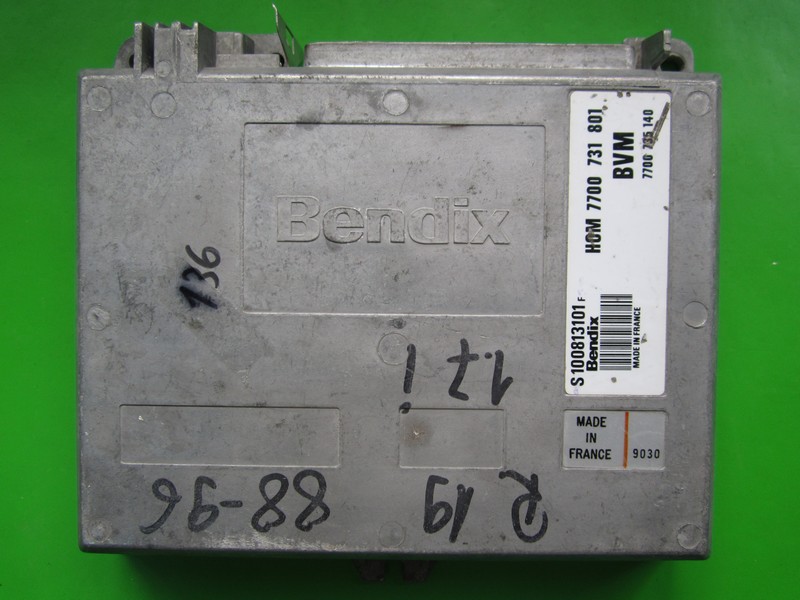 Bendix
HOM 7700 731 801
BVM
7700 735 140
S100813101 F
Bendix
MADE IN FRANCE
136
1.7 i
MADE
IN
FRANCE
9030
R 19
88-96